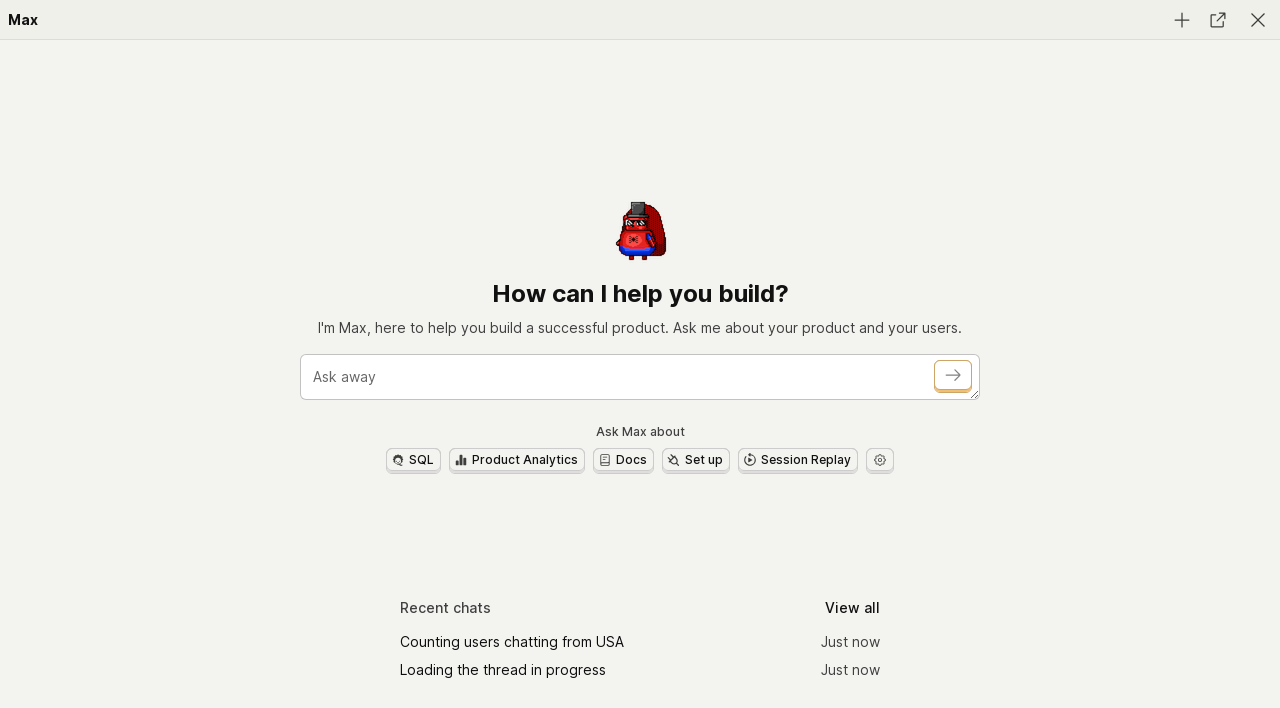 Max
How can I help you build?
I'm Max, here to help you build a successful product. Ask me about your product and your users.
Ask away
Ask Max about
SQL
Product Analytics
Docs
Set up
Session Replay
Recent chats
View all
Counting users chatting from USA
Just now
Loading the thread in progress
Just now